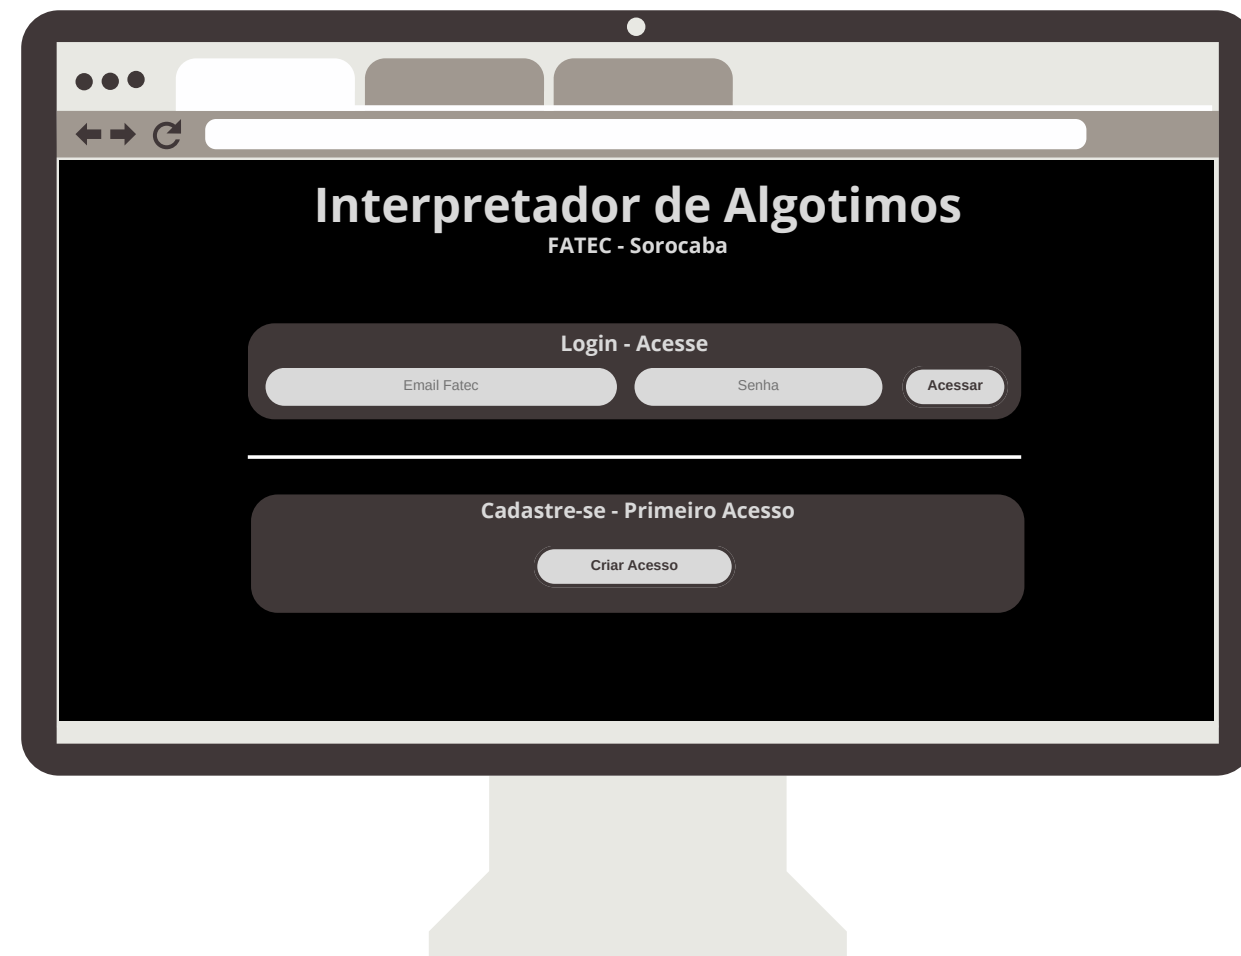 Interpretador de Algotimos
FATEC - Sorocaba
Login - Acesse
Email Fatec
Senha
Acessar
Cadastre-se - Primeiro Acesso
Criar Acesso